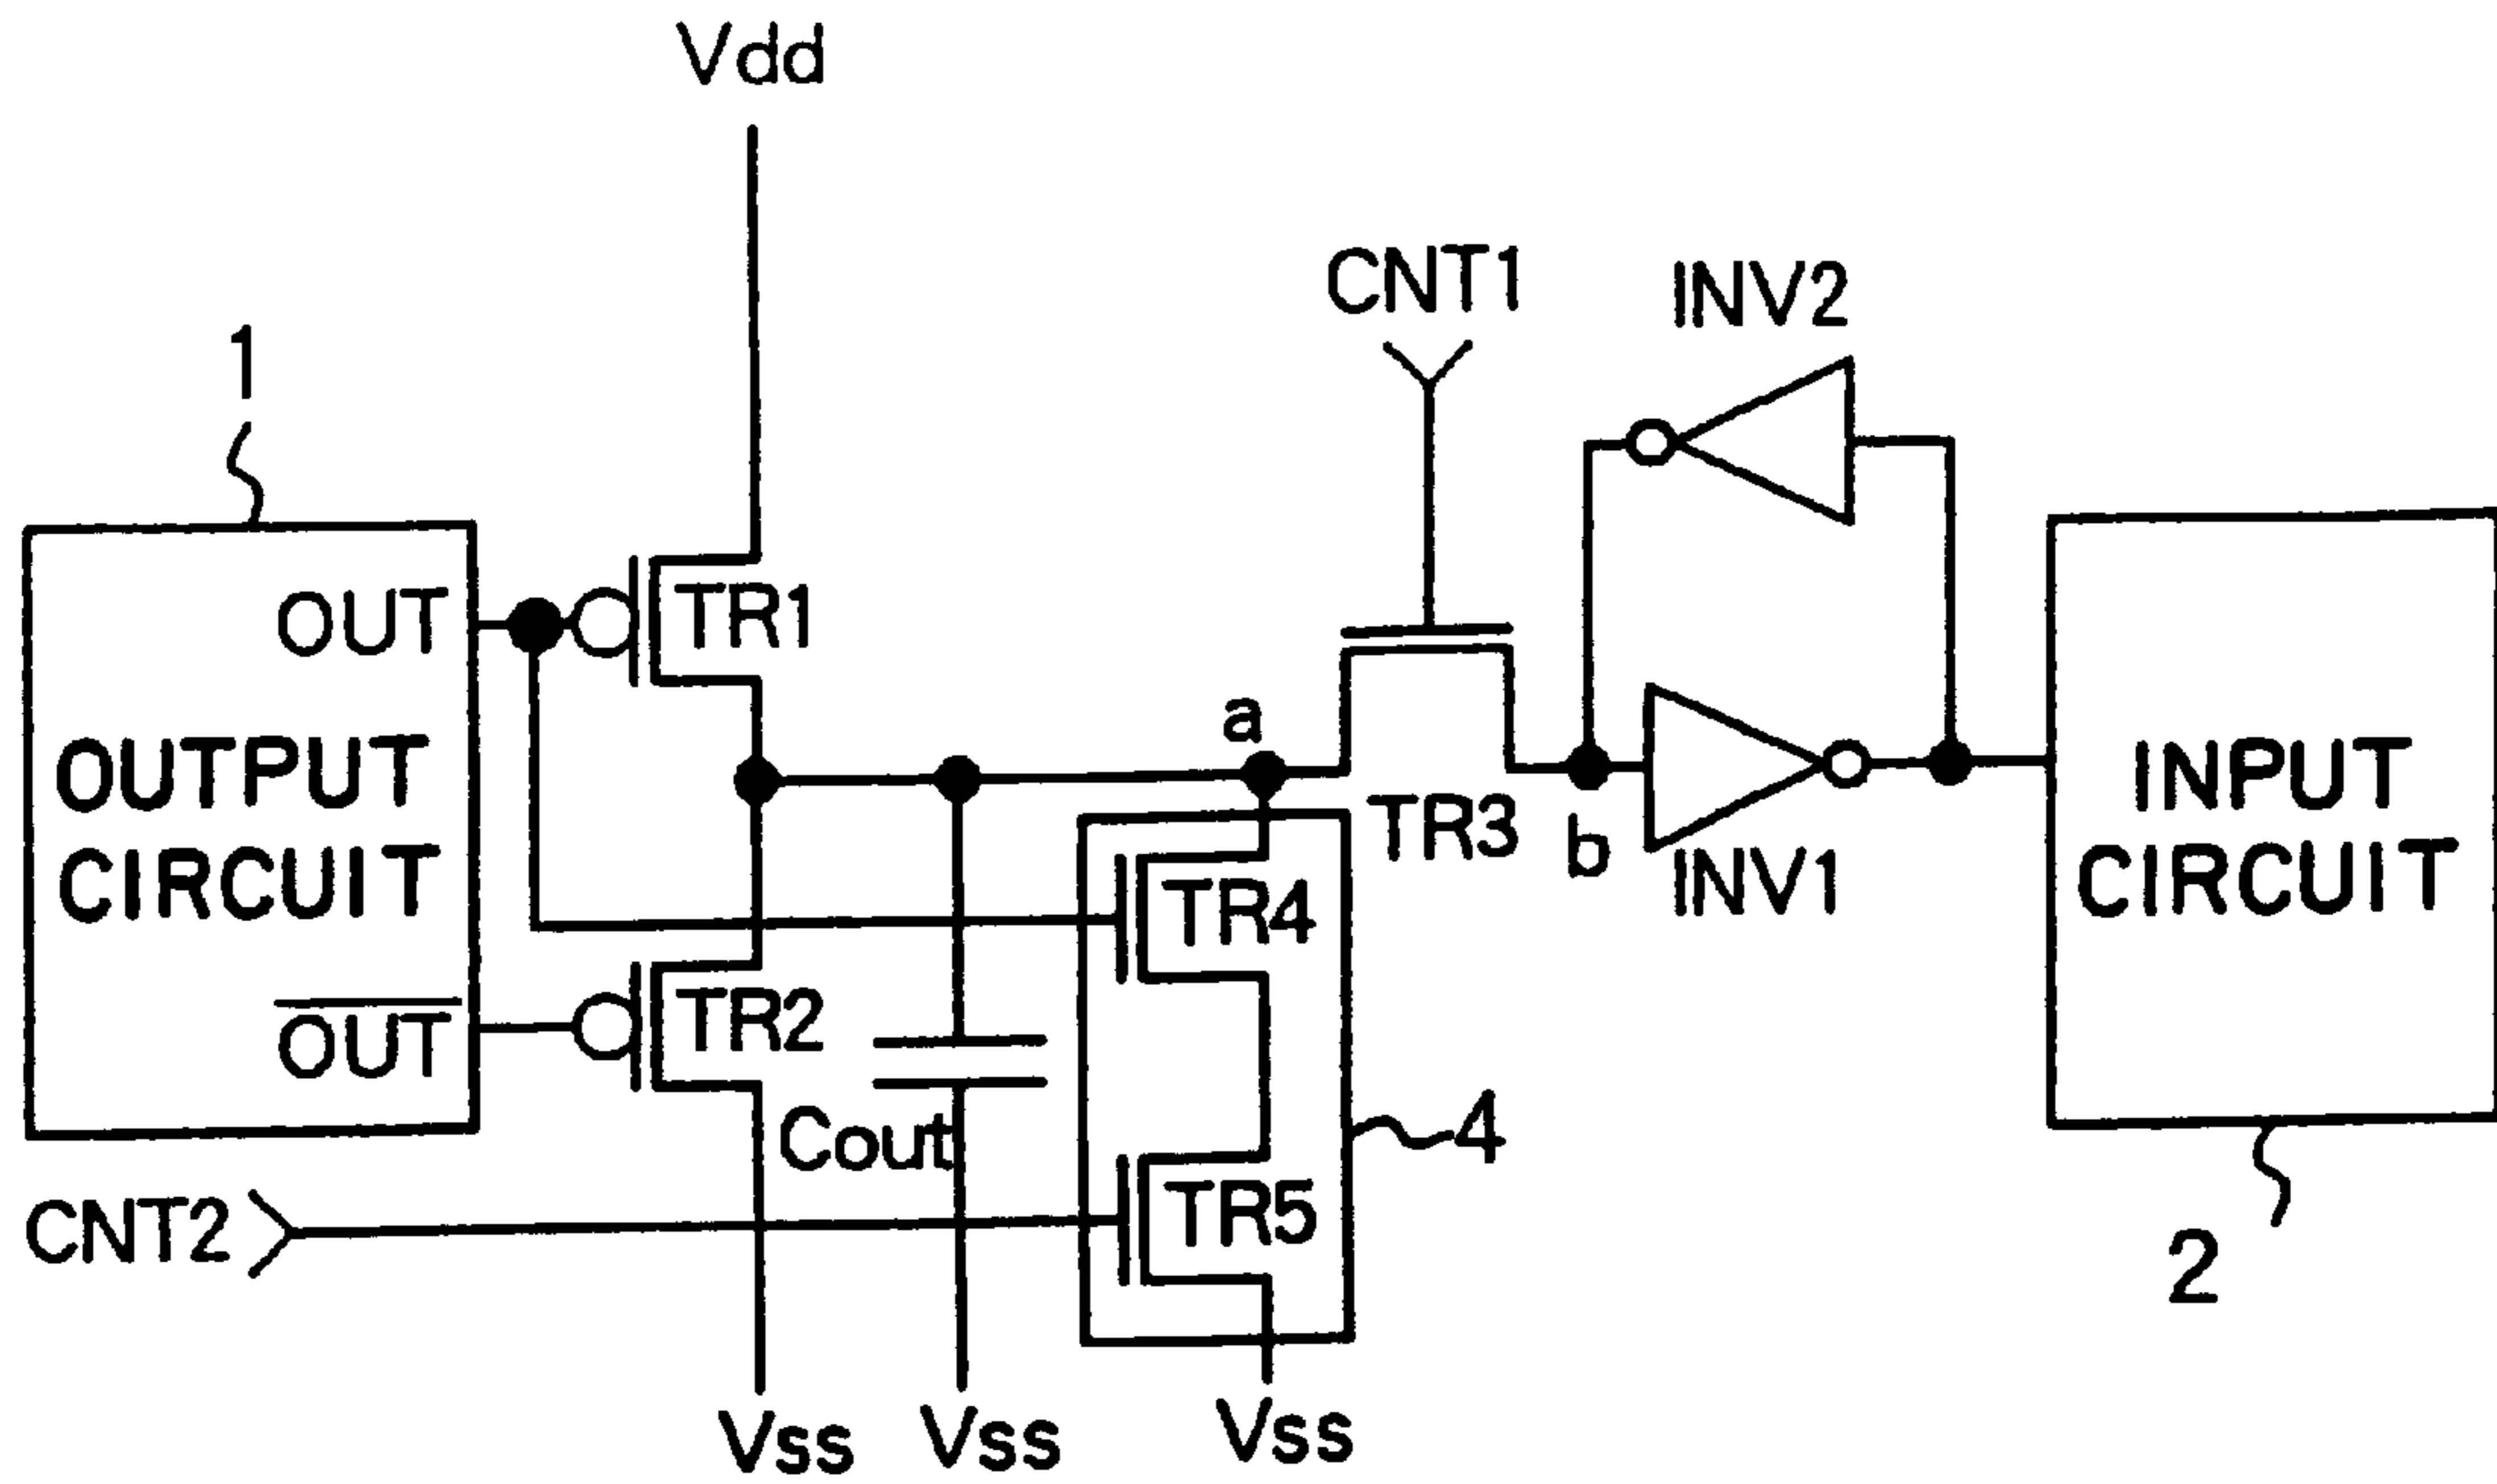 Vdd
CNT1
INV2
1
OUT
TR1
a
OUTPUT
CIRCUIT
TR3
b
INV1
INPUT
CIRCUIT
TR4
O̅U̅T̅
TR2
Cout
4
CNT2
TR5
2
Vss
Vss
Vss